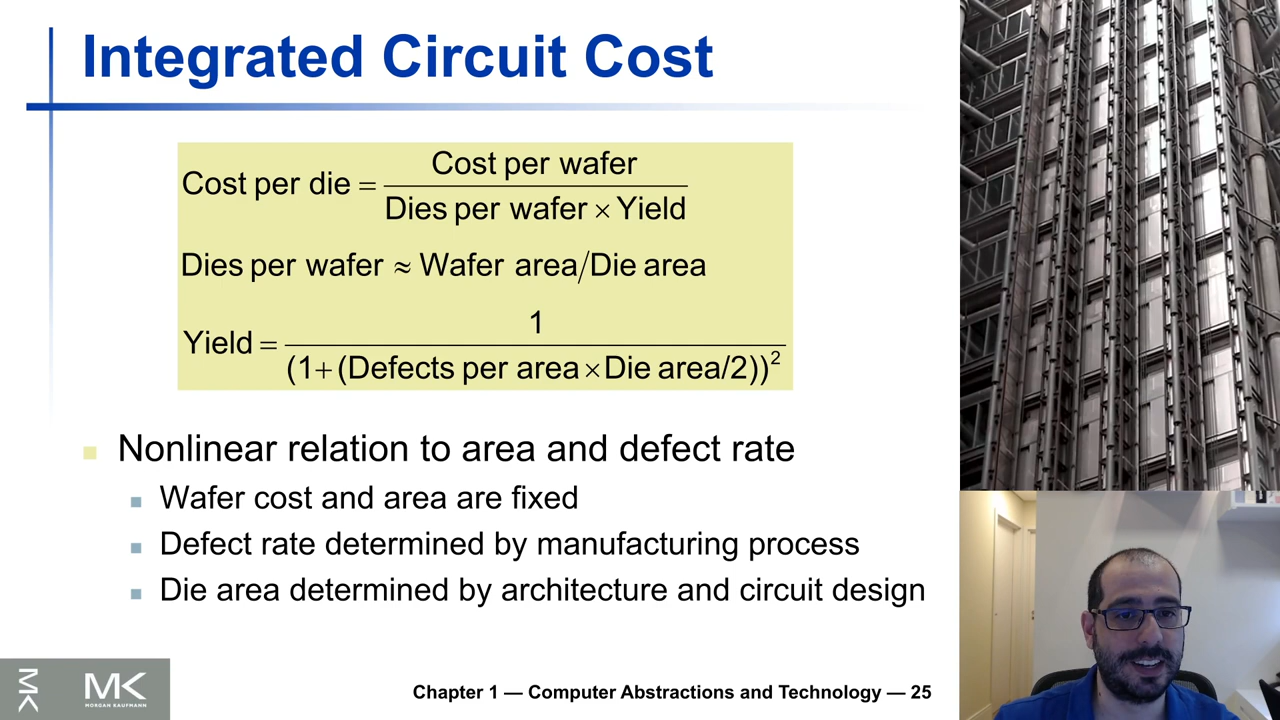 Integrated Circuit Cost
Cost per die = Cost per wafer / Dies per wafer × Yield
Dies per wafer ≈ Wafer area/Die area
Yield = 1 / (1+(Defects per area×Die area/2))²
Nonlinear relation to area and defect rate
Wafer cost and area are fixed
Defect rate determined by manufacturing process
Die area determined by architecture and circuit design
MK
MK
MORGAN KAUFMANN
Chapter 1 — Computer Abstractions and Technology — 25